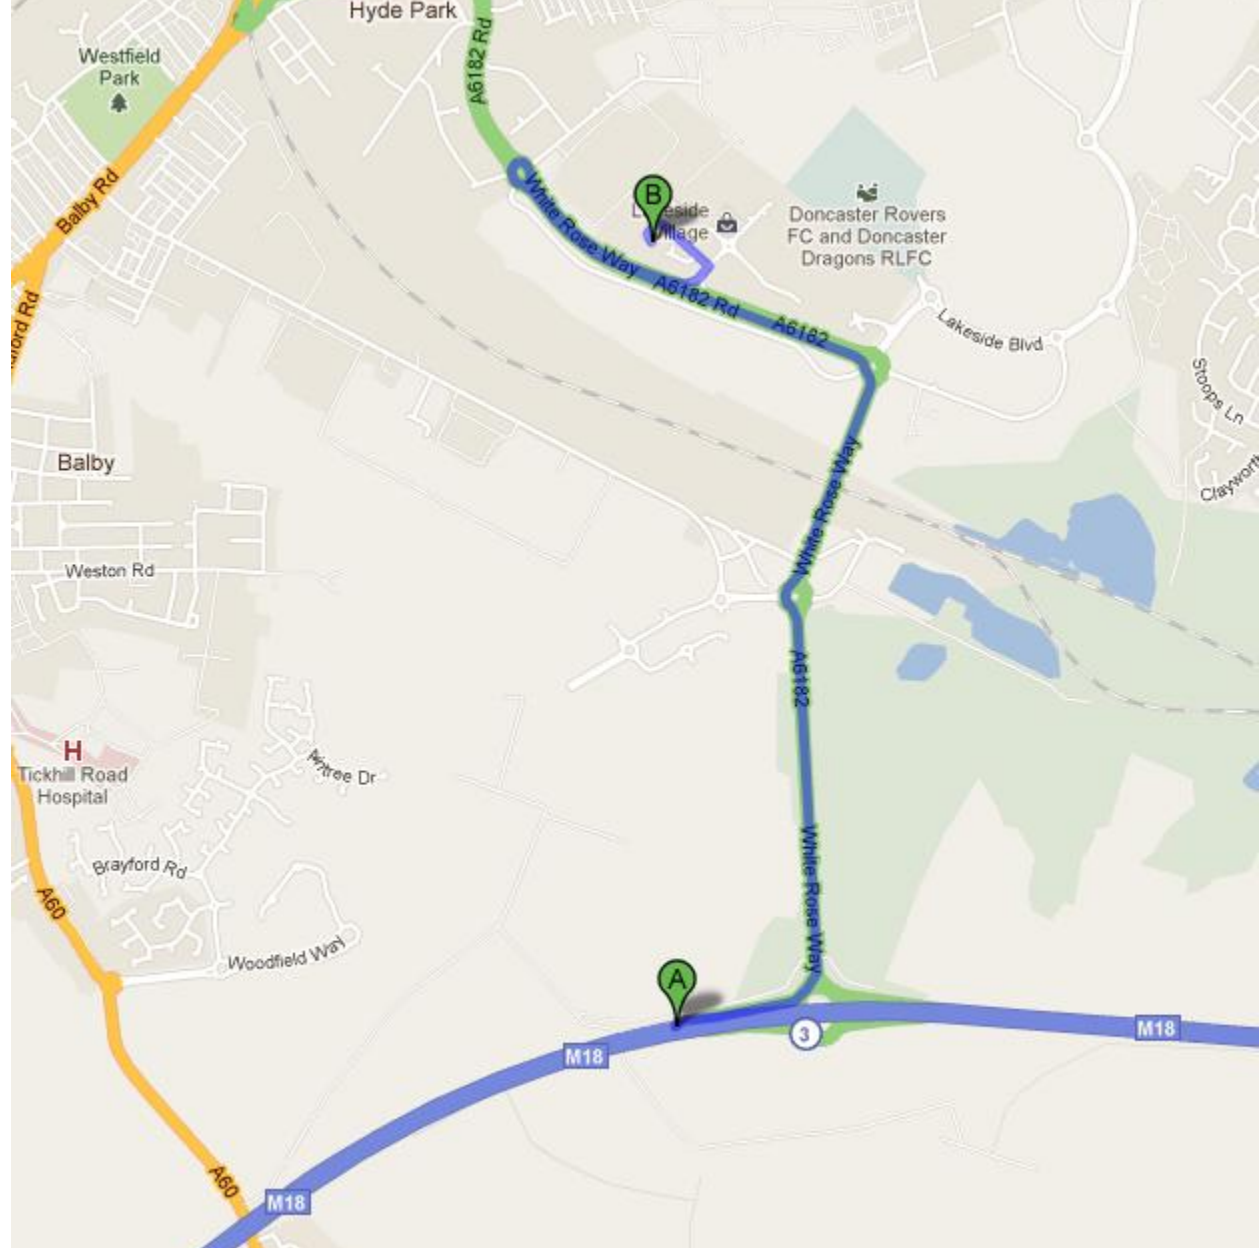 Hyde Park
A6182 Rd
Westfield
Park
Balby Rd
White Rose Way
B
Village
Doncaster Rovers
FC and Doncaster
Dragons RLFC
A6182 Rd
A6182
Lakeside Blvd
Stoops Ln
Balby
White Rose Way
Weston Rd
A6182
H
Tickhill Road
Hospital
Brayford Rd
White Rose Way
A60
Woodfield Way
A
3
M18
M18
A60
M18